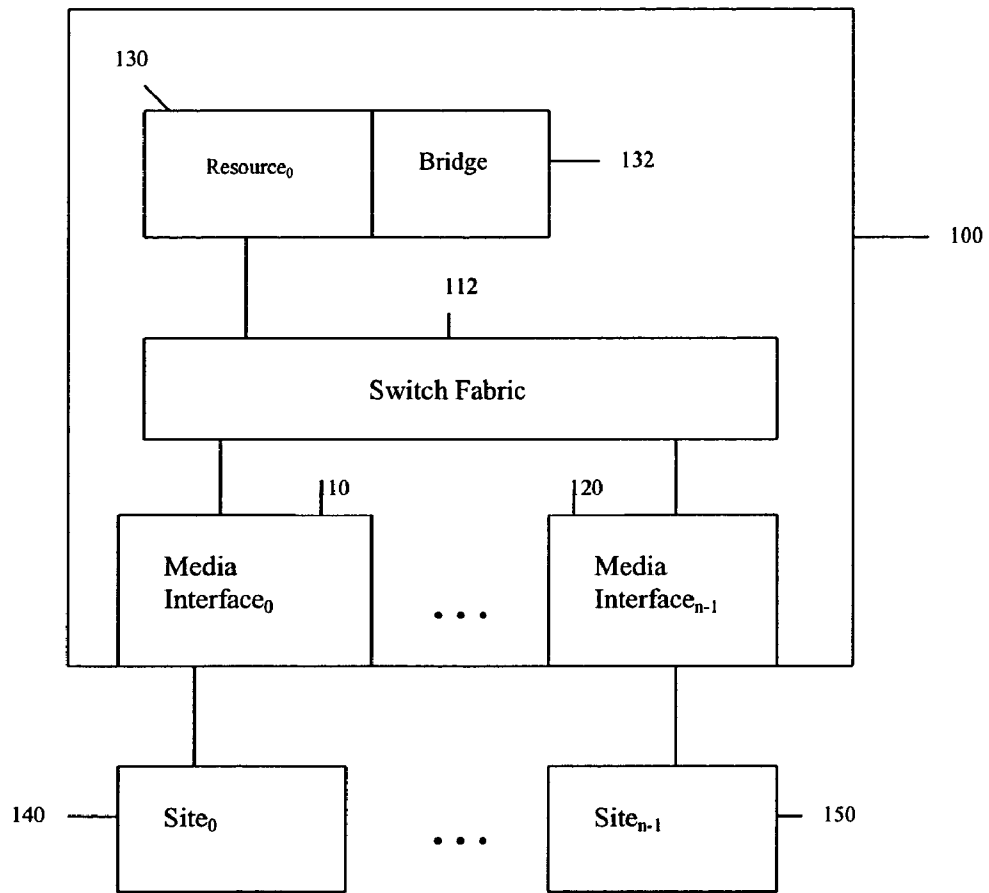 130
Resource₀
Bridge
132
100
112
Switch Fabric
110
120
Media
Interface₀
. . .
Media
Interfaceₙ₋₁
140
Site₀
. . .
Siteₙ₋₁
150